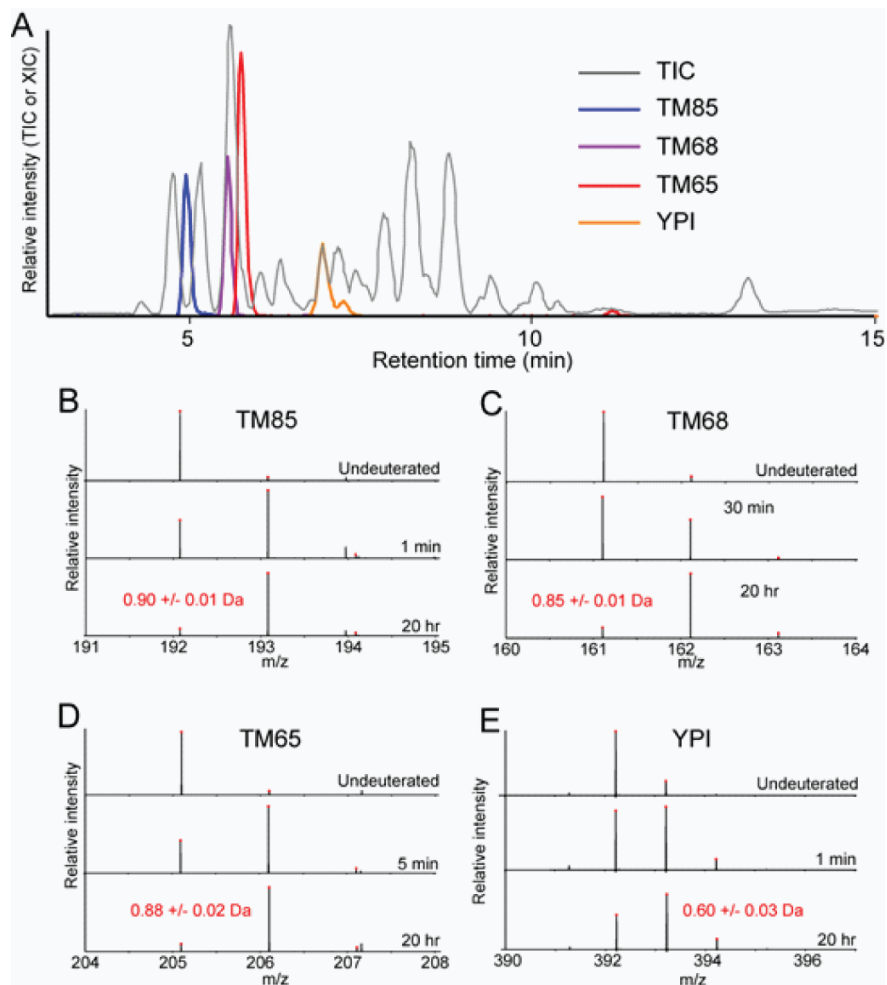 A
Relative intensity (TIC or XIC)
TIC
TM85
TM68
TM65
YPI
5
10
15
Retention time (min)
B
TM85
Relative intensity
Undeuterated
1 min
0.90 +/- 0.01 Da
20 hr
191
192
193
194
195
m/z
C
TM68
Relative intensity
Undeuterated
30 min
0.85 +/- 0.01 Da
20 hr
160
161
162
163
164
m/z
D
TM65
Relative intensity
Undeuterated
5 min
0.88 +/- 0.02 Da
20 hr
204
205
206
207
208
m/z
E
YPI
Relative intensity
Undeuterated
1 min
0.60 +/- 0.03 Da
20 hr
390
392
394
396
m/z